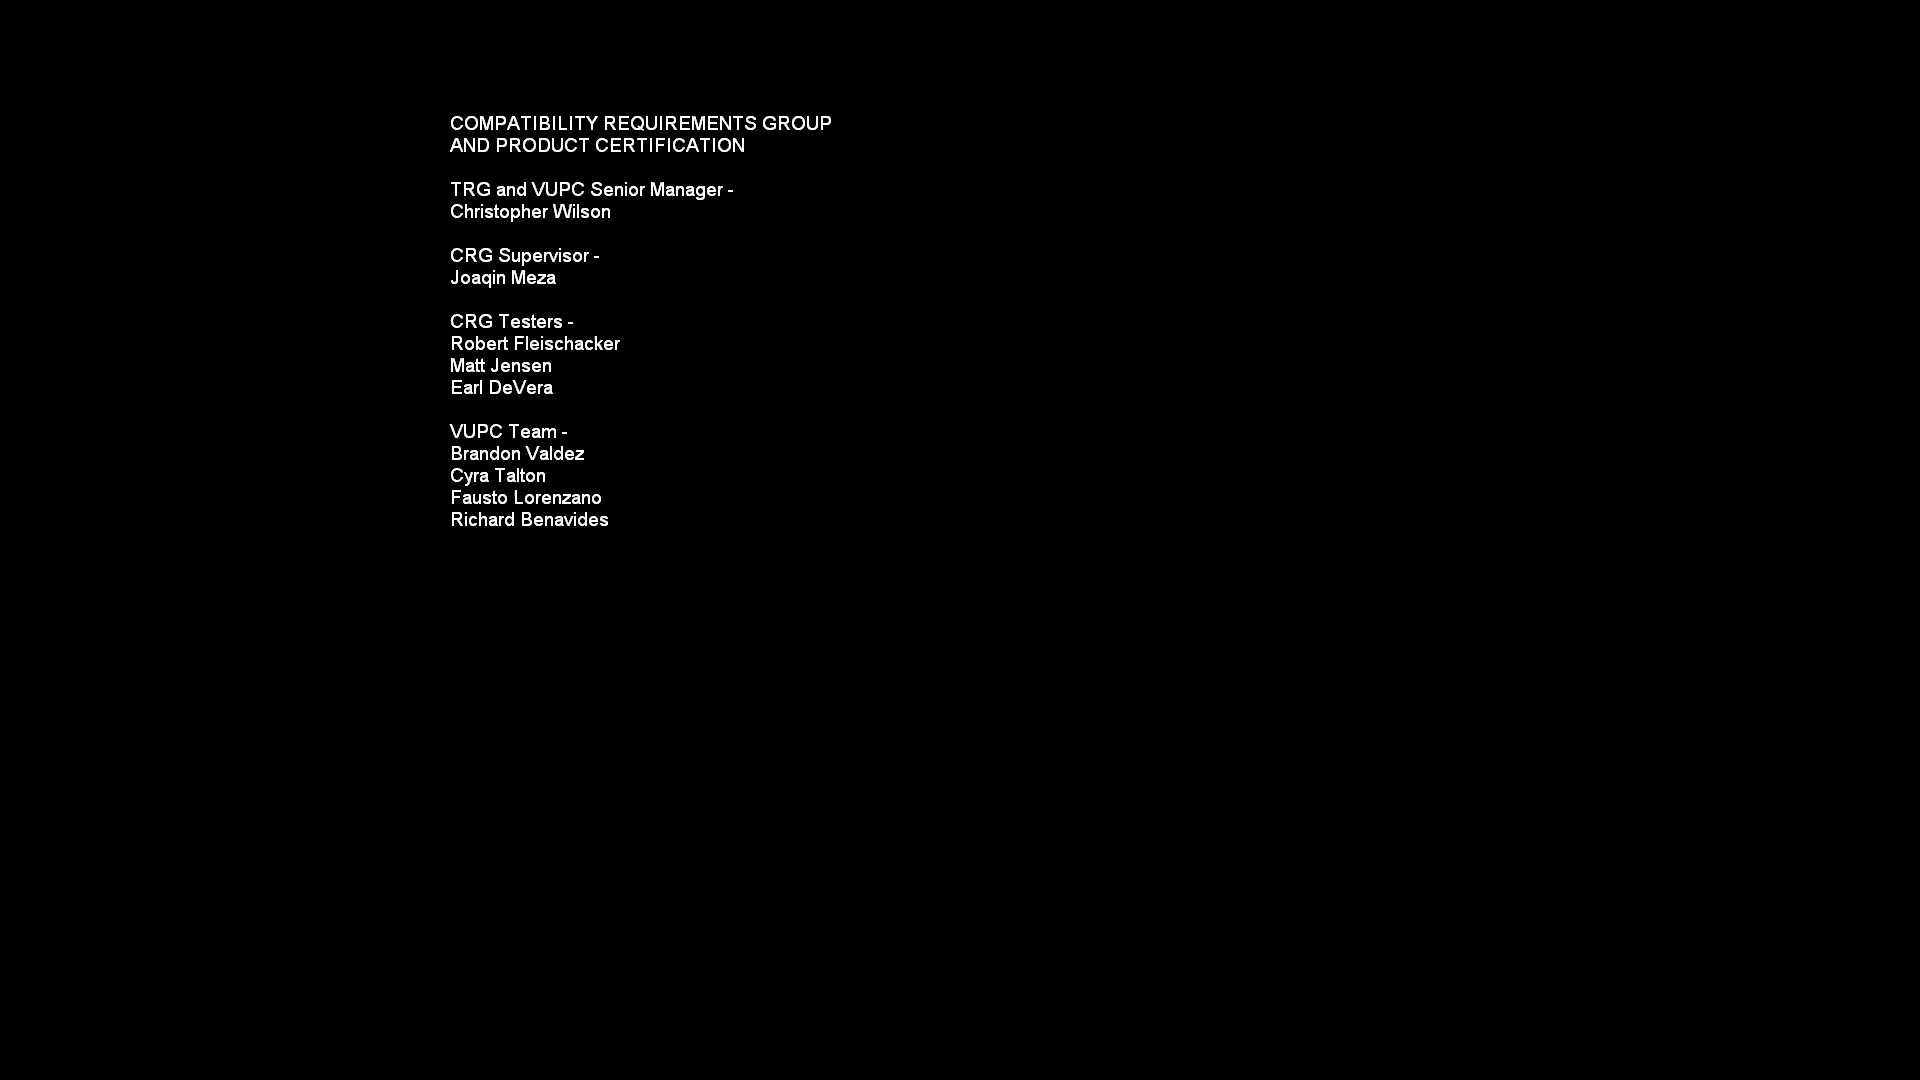 COMPATIBILITY REQUIREMENTS GROUP
AND PRODUCT CERTIFICATION
TRG and VUPC Senior Manager -
Christopher Wilson
CRG Supervisor -
Joaqin Meza
CRG Testers -
Robert Fleischacker
Matt Jensen
Earl DeVera
VUPC Team -
Brandon Valdez
Cyra Talton
Fausto Lorenzano
Richard Benavides